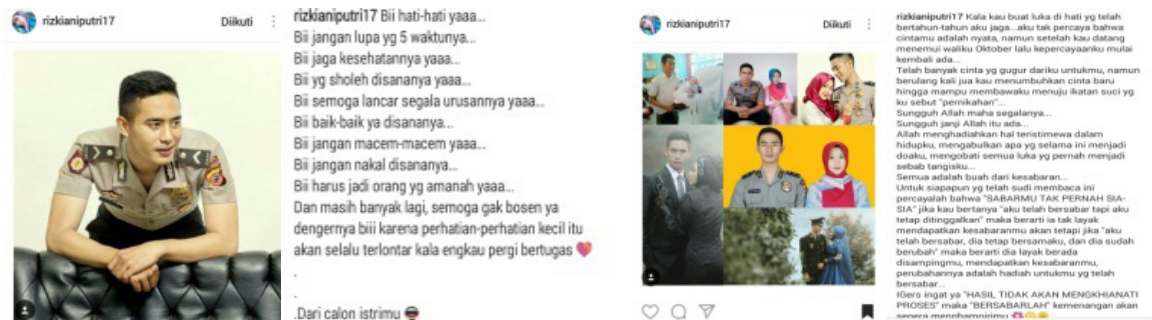 rizkianiputri17 Diikuti
rizkianiputri17 Bii hati-hati yaaa...
Bii jangan lupa yg 5 waktunya...
Bii jaga kesehatannya yaaa...
Bii yg sholeh disananya yaaa...
Bii semoga lancar segala urusannya yaaa...
Bii baik-baik ya disananya...
Bii jangan macem-macem yaaa...
Bii jangan nakal disananya...
Bii harus jadi orang yg amanah yaaa...
Dan masih banyak lagi, semoga gak bosen ya
dengernya biii karena perhatian-perhatian kecil itu
akan selalu terlontar kala engkau pergi bertugas 💘
.
.
.Dari calon istrimu 😎
rizkianiputri17 Diikuti
rizkianiputri17 Kala kau buat luka di hati yg telah
bertahun-tahun aku jaga...aku tak percaya bahwa
cintamu adalah nyata, namun setelah kau datang
menemui waliku Oktober lalu kepercayaanku mulai
kembali ada...
Telah banyak cinta yg gugur dariku untukmu, namun
berulang kali jua kau menumbuhkan cinta baru
hingga mampu membawaku menuju ikatan suci yg
ku sebut "pernikahan"...
Sungguh Allah maha segalanya...
Sungguh janji Allah itu ada...
Allah menghadiahkan hal teristimewa dalam
hidupku, mengabulkan apa yg selama ini menjadi
doaku, mengobati semua luka yg pernah menjadi
sebab tangisku...
Semua adalah buah dari kesabaran...
Untuk siapapun yg telah sudi membaca ini
percayalah bahwa "SABARMU TAK PERNAH SIA-
SIA" jika kau bertanya "aku telah bersabar tapi aku
tetap ditinggalkan" maka berarti ia tak layak
mendapatkan kesabaranmu akan tetapi jika "aku
telah bersabar, dia tetap bersamaku, dan dia sudah
berubah" maka berarti dia layak berada
disampingmu, mendapatkan kesabaranmu,
perubahannya adalah hadiah untukmu yg telah
bersabar...
IGers ingat ya "HASIL TIDAK AKAN MENGKHIANATI
PROSES" maka "BERSABARLAH" kemenangan akan
segera menghampirimu